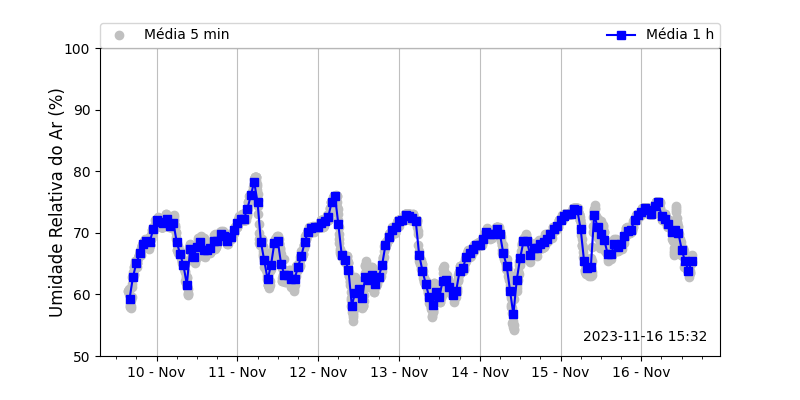 Média 5 min
Média 1 h
Umidade Relativa do Ar (%)
100
90
80
70
60
50
2023-11-16 15:32
10 - Nov
11 - Nov
12 - Nov
13 - Nov
14 - Nov
15 - Nov
16 - Nov